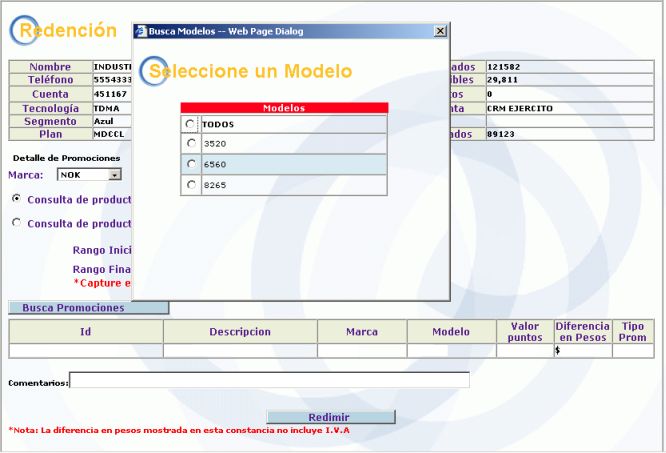 Redención
Busca Modelos -- Web Page Dialog
Seleccione un Modelo
Modelos
TODOS
3520
6560
8265
Nombre INDUSTR ados 121582
Teléfono 5554333 ibles 29,811
Cuenta 451167 tos 0
Tecnología TDMA nta CRM EJERCITO
Segmento Azul
Plan MDCCL ados 89123
Detalle de Promociones
Marca: NOK
Consulta de product
Consulta de product
Rango Inici
Rango Fina
*Capture e
Busca Promociones
Id Descripcion Marca Modelo Valor puntos Diferencia en Pesos Tipo Prom
$
Comentarios:
Redimir
*Nota: La diferencia en pesos mostrada en esta constancia no incluye I.V.A